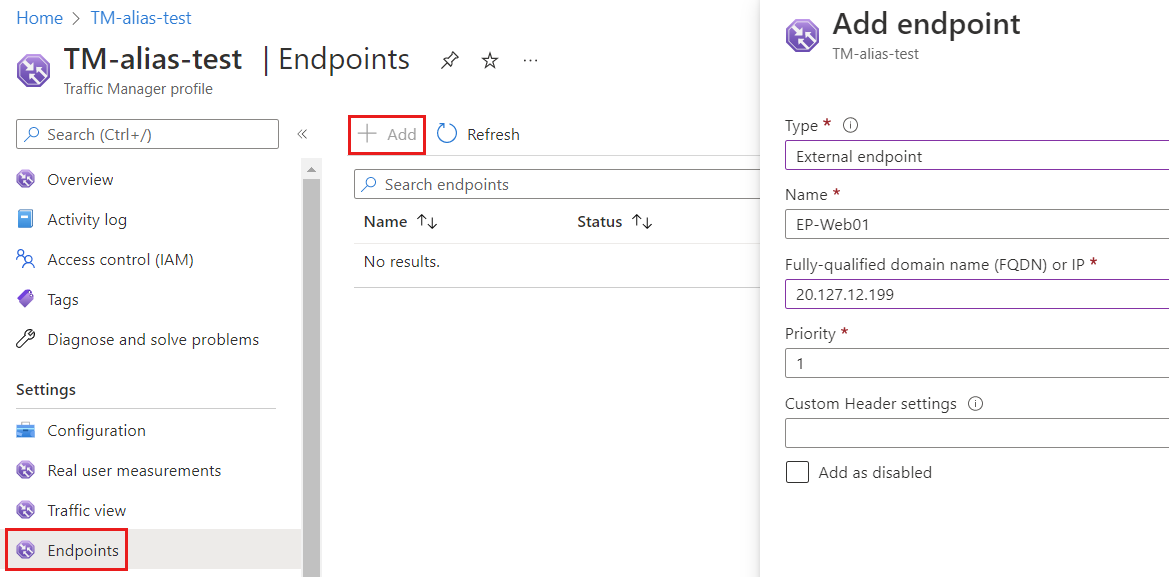 Home > TM-alias-test
TM-alias-test | Endpoints ...
Traffic Manager profile
Search (Ctrl+/)
«
Overview
Activity log
Access control (IAM)
Tags
Diagnose and solve problems
Settings
Configuration
Real user measurements
Traffic view
Endpoints
+ Add Refresh
Search endpoints
Name ↑↓ Status ↑↓
No results.
Add endpoint
TM-alias-test
Type *
External endpoint
Name *
EP-Web01
Fully-qualified domain name (FQDN) or IP *
20.127.12.199
Priority *
1
Custom Header settings
Add as disabled